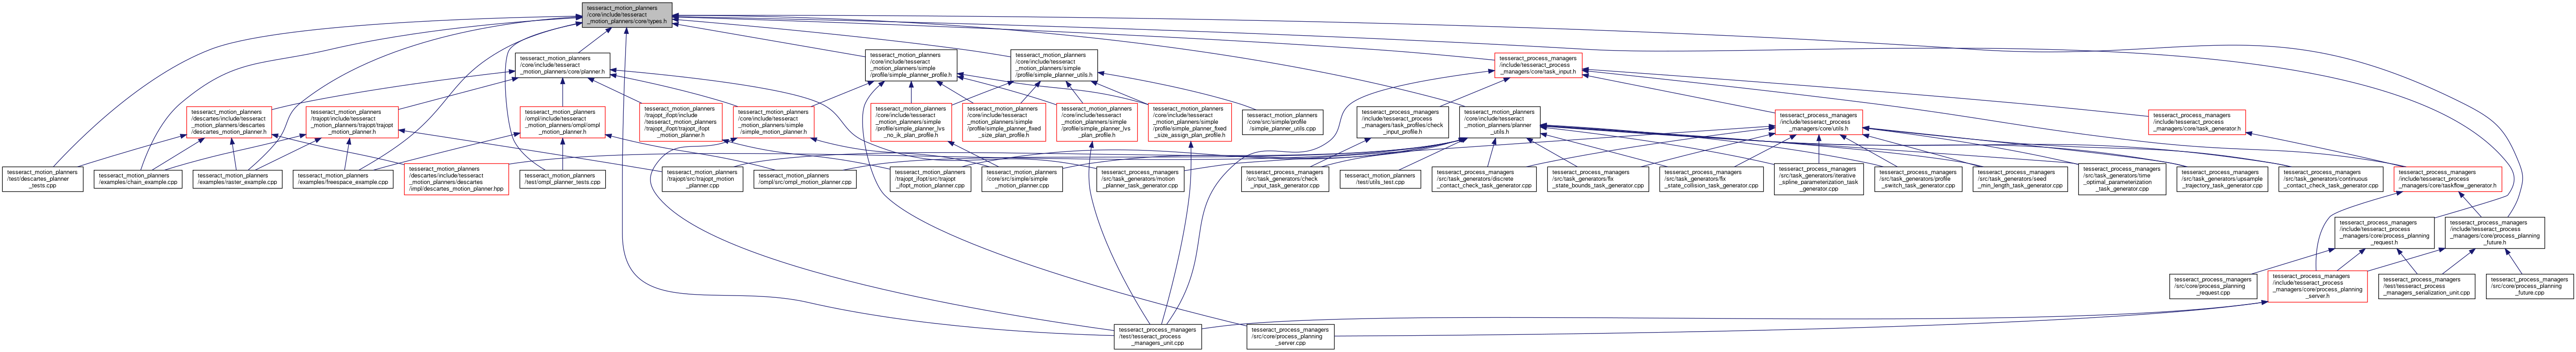 tesseract_motion_planners
/core/include/tesseract
_motion_planners/core/types.h
tesseract_motion_planners
/core/include/tesseract
_motion_planners/core/planner.h
tesseract_motion_planners
/core/include/tesseract
_motion_planners/simple
/profile/simple_planner_profile.h
tesseract_motion_planners
/core/include/tesseract
_motion_planners/simple
/profile/simple_planner_utils.h
tesseract_process_managers
/include/tesseract_process
_managers/core/task_input.h
tesseract_motion_planners
/descartes/include/tesseract
_motion_planners/descartes
/descartes_motion_planner.h
tesseract_motion_planners
/trajopt/include/tesseract
_motion_planners/trajopt/trajopt
_motion_planner.h
tesseract_motion_planners
/ompl/include/tesseract
_motion_planners/ompl/ompl
_motion_planner.h
tesseract_motion_planners
/trajopt_ifopt/include
/tesseract_motion_planners
/trajopt_ifopt/trajopt_ifopt
_motion_planner.h
tesseract_motion_planners
/core/include/tesseract
_motion_planners/simple
/simple_motion_planner.h
tesseract_motion_planners
/core/include/tesseract
_motion_planners/simple
/profile/simple_planner_lvs
_no_ik_plan_profile.h
tesseract_motion_planners
/core/include/tesseract
_motion_planners/simple
/profile/simple_planner_fixed
_size_plan_profile.h
tesseract_motion_planners
/core/include/tesseract
_motion_planners/simple
/profile/simple_planner_lvs
_plan_profile.h
tesseract_motion_planners
/core/include/tesseract
_motion_planners/simple
/profile/simple_planner_fixed
_size_assign_plan_profile.h
tesseract_motion_planners
/core/src/simple/profile
/simple_planner_utils.cpp
tesseract_process_managers
/include/tesseract_process
_managers/task_profiles/check
_input_profile.h
tesseract_motion_planners
/core/include/tesseract
_motion_planners/planner
_utils.h
tesseract_process_managers
/include/tesseract_process
_managers/core/utils.h
tesseract_process_managers
/include/tesseract_process
_managers/core/task_generator.h
tesseract_motion_planners
/test/descartes_planner
_tests.cpp
tesseract_motion_planners
/examples/chain_example.cpp
tesseract_motion_planners
/examples/raster_example.cpp
tesseract_motion_planners
/examples/freespace_example.cpp
tesseract_motion_planners
/descartes/include/tesseract
_motion_planners/descartes
/impl/descartes_motion_planner.hpp
tesseract_motion_planners
/test/ompl_planner_tests.cpp
tesseract_motion_planners
/trajopt/src/trajopt_motion
_planner.cpp
tesseract_motion_planners
/ompl/src/ompl_motion_planner.cpp
tesseract_motion_planners
/trajopt_ifopt/src/trajopt
_ifopt_motion_planner.cpp
tesseract_motion_planners
/core/src/simple/simple
_motion_planner.cpp
tesseract_process_managers
/src/task_generators/motion
_planner_task_generator.cpp
tesseract_process_managers
/src/task_generators/check
_input_task_generator.cpp
tesseract_motion_planners
/test/utils_test.cpp
tesseract_process_managers
/src/task_generators/discrete
_contact_check_task_generator.cpp
tesseract_process_managers
/src/task_generators/fix
_state_bounds_task_generator.cpp
tesseract_process_managers
/src/task_generators/fix
_state_collision_task_generator.cpp
tesseract_process_managers
/src/task_generators/iterative
_spline_parameterization_task
_generator.cpp
tesseract_process_managers
/src/task_generators/profile
_switch_task_generator.cpp
tesseract_process_managers
/src/task_generators/seed
_min_length_task_generator.cpp
tesseract_process_managers
/src/task_generators/time
_optimal_parameterization
_task_generator.cpp
tesseract_process_managers
/src/task_generators/upsample
_trajectory_task_generator.cpp
tesseract_process_managers
/src/task_generators/continuous
_contact_check_task_generator.cpp
tesseract_process_managers
/include/tesseract_process
_managers/core/taskflow_generator.h
tesseract_process_managers
/include/tesseract_process
_managers/core/process_planning
_request.h
tesseract_process_managers
/include/tesseract_process
_managers/core/process_planning
_future.h
tesseract_process_managers
/src/core/process_planning
_request.cpp
tesseract_process_managers
/include/tesseract_process
_managers/core/process_planning
_server.h
tesseract_process_managers
/test/tesseract_process
_managers_serialization_unit.cpp
tesseract_process_managers
/src/core/process_planning
_future.cpp
tesseract_process_managers
/test/tesseract_process
_managers_unit.cpp
tesseract_process_managers
/src/core/process_planning
_server.cpp